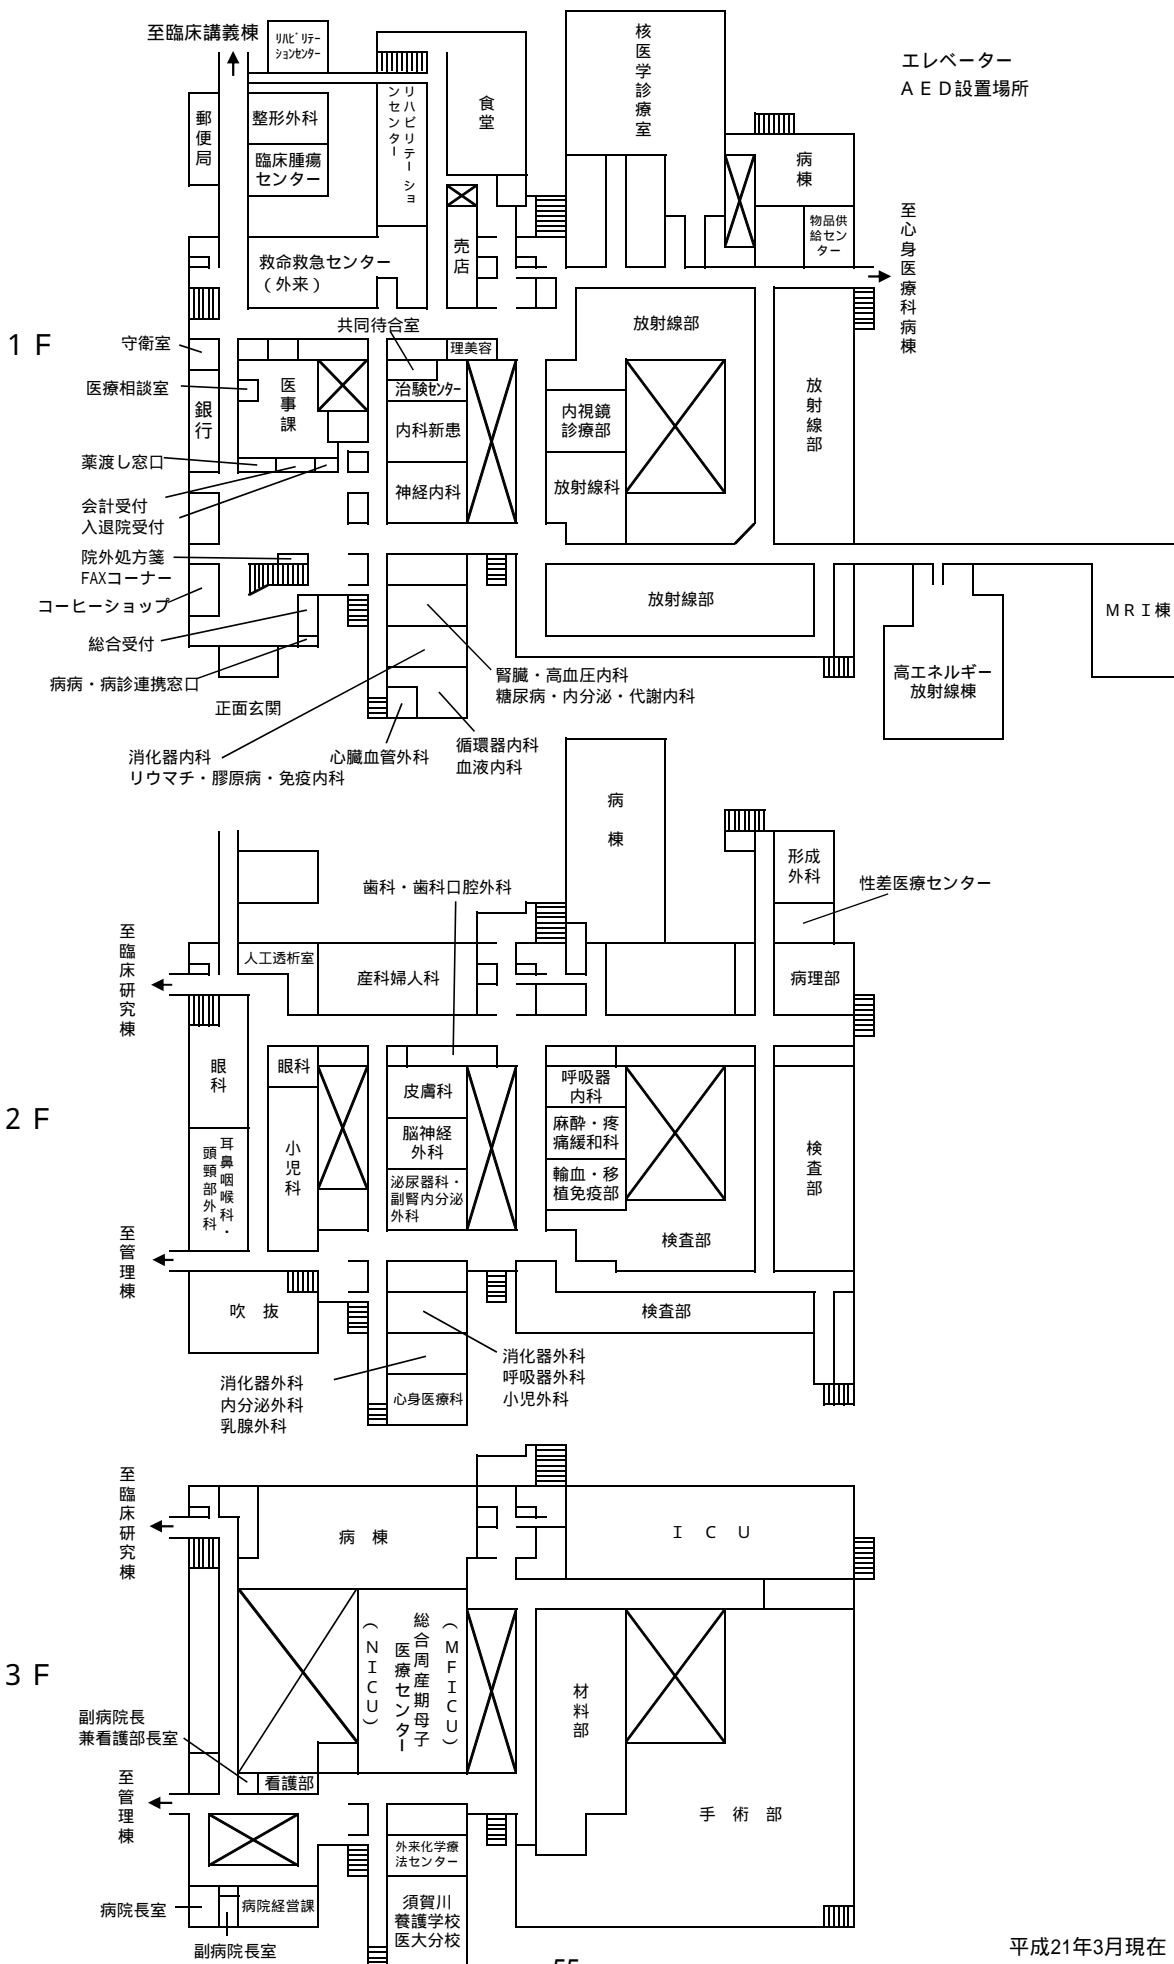 至臨床講義棟
ﾘﾊﾋﾞﾘﾃｰ
ｼｮﾝｾﾝﾀｰ
核医学診療室
エレベーター
ＡＥＤ設置場所
郵便局
整形外科
臨床腫瘍
センター
リハビリテーショ
ンセンター
食堂
病棟
物品供
給セン
ター
至心身医療科病棟
救命救急センター
（外来）
売店
1 F
共同待合室
放射線部
守衛室
理美容
医療相談室
医事課
治験ｾﾝﾀｰ
放射線部
銀行
内科新患
内視鏡
診療部
薬渡し窓口
神経内科
放射線科
会計受付
入退院受付
院外処方箋
FAXコーナー
コーヒーショップ
放射線部
ＭＲＩ棟
総合受付
病病・病診連携窓口
腎臓・高血圧内科
糖尿病・内分泌・代謝内科
高エネルギー
放射線棟
正面玄関
消化器内科
リウマチ・膠原病・免疫内科
心臓血管外科
循環器内科
血液内科
病棟
形成
外科
性差医療センター
歯科・歯科口腔外科
至臨床研究棟
人工透析室
産科婦人科
病理部
2 F
眼科
眼科
皮膚科
呼吸器
内科
麻酔・疼
痛緩和科
脳神経
外科
小児科
検査部
耳鼻咽喉科・
頭頸部外科
泌尿器科・
副腎内分泌
外科
輸血・移
植免疫部
至管理棟
検査部
吹　抜
検査部
消化器外科
呼吸器外科
小児外科
消化器外科
内分泌外科
乳腺外科
心身医療科
至臨床研究棟
病　棟
Ｉ　Ｃ　Ｕ
3 F
（ＭＦＩＣＵ）
総合周産期母子
医療センター
（ＮＩＣＵ）
材料部
副病院長
兼看護部長室
看護部
至管理棟
手　術　部
外来化学療
法センター
病院長室
病院経営課
須賀川
養護学校
医大分校
副病院長室
平成21年3月現在